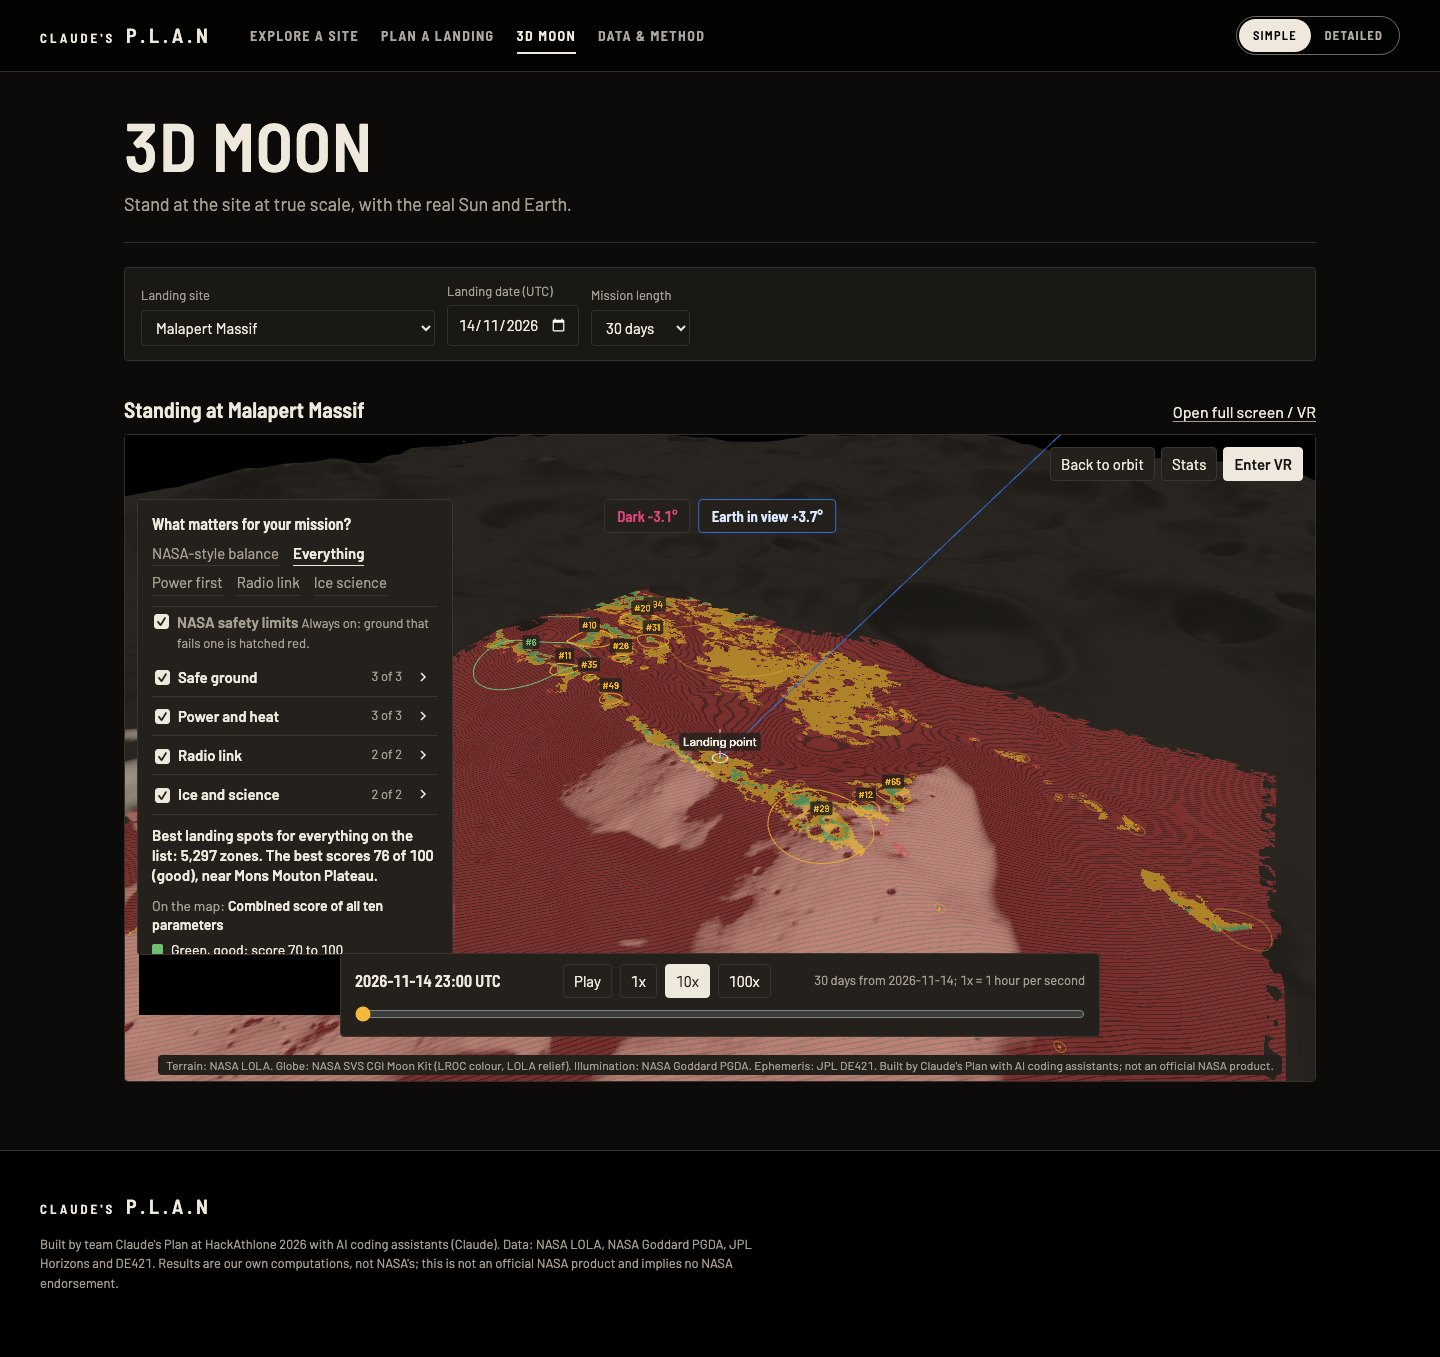 CLAUDE'S P.L.A.N
EXPLORE A SITE
PLAN A LANDING
3D MOON
DATA & METHOD
SIMPLE
DETAILED
3D MOON
Stand at the site at true scale, with the real Sun and Earth.
Landing site
Landing date (UTC)
Mission length
Malapert Massif
14/11/2026
30 days
Standing at Malapert Massif
Open full screen / VR
Back to orbit
Stats
Enter VR
What matters for your mission?
NASA-style balance
Everything
Power first
Radio link
Ice science
NASA safety limits Always on: ground that
fails one is hatched red.
Safe ground 3 of 3
Power and heat 3 of 3
Radio link 2 of 2
Ice and science 2 of 2
Best landing spots for everything on the
list: 5,297 zones. The best scores 76 of 100
(good), near Mons Mouton Plateau.
On the map: Combined score of all ten
parameters
Green, good: score 70 to 100
Dark -3.1°
Earth in view +3.7°
#20
#10
#31
#6
#26
#11
#35
#49
Landing point
#65
#12
#29
2026-11-14 23:00 UTC
Play
1x
10x
100x
30 days from 2026-11-14; 1x = 1 hour per second
Terrain: NASA LOLA. Globe: NASA SVS CGI Moon Kit (LROC colour, LOLA relief). Illumination: NASA Goddard PGDA. Ephemeris: JPL DE421. Built by Claude's Plan with AI coding assistants; not an official NASA product.
CLAUDE'S P.L.A.N
Built by team Claude's Plan at HackAthlone 2026 with AI coding assistants (Claude). Data: NASA LOLA, NASA Goddard PGDA, JPL
Horizons and DE421. Results are our own computations, not NASA's; this is not an official NASA product and implies no NASA
endorsement.